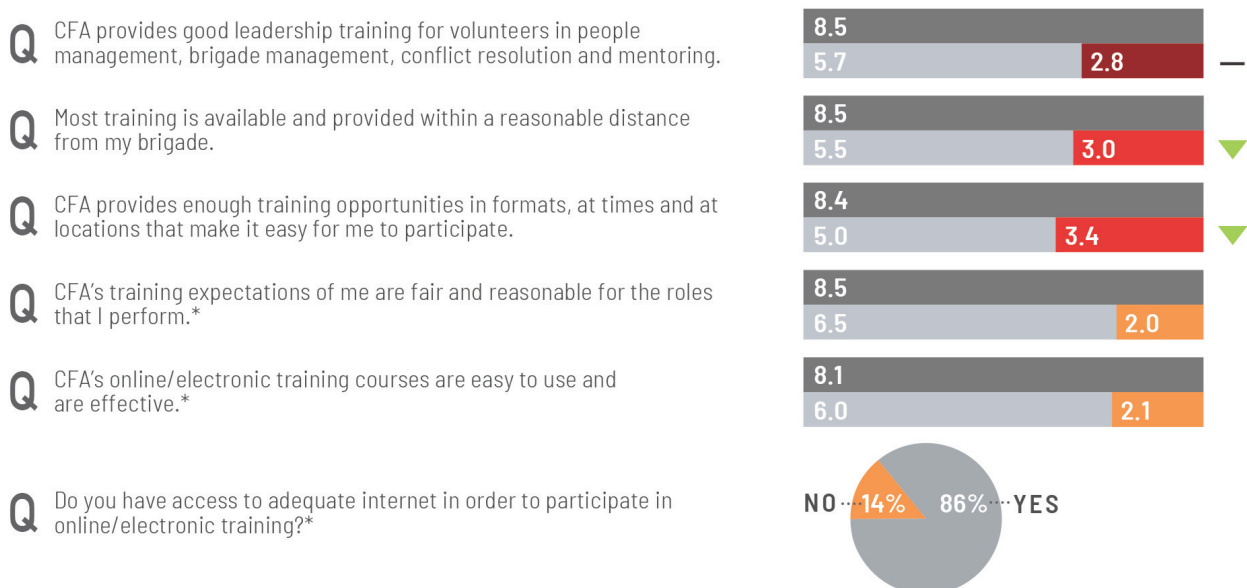 Q CFA provides good leadership training for volunteers in people
management, brigade management, conflict resolution and mentoring.
8.5
5.7 2.8 –
Q Most training is available and provided within a reasonable distance
from my brigade.
8.5
5.5 3.0
Q CFA provides enough training opportunities in formats, at times and at
locations that make it easy for me to participate.
8.4
5.0 3.4
Q CFA's training expectations of me are fair and reasonable for the roles
that I perform.*
8.5
6.5 2.0
Q CFA's online/electronic training courses are easy to use and
are effective.*
8.1
6.0 2.1
Q Do you have access to adequate internet in order to participate in
online/electronic training?*
NO 14% 86% YES